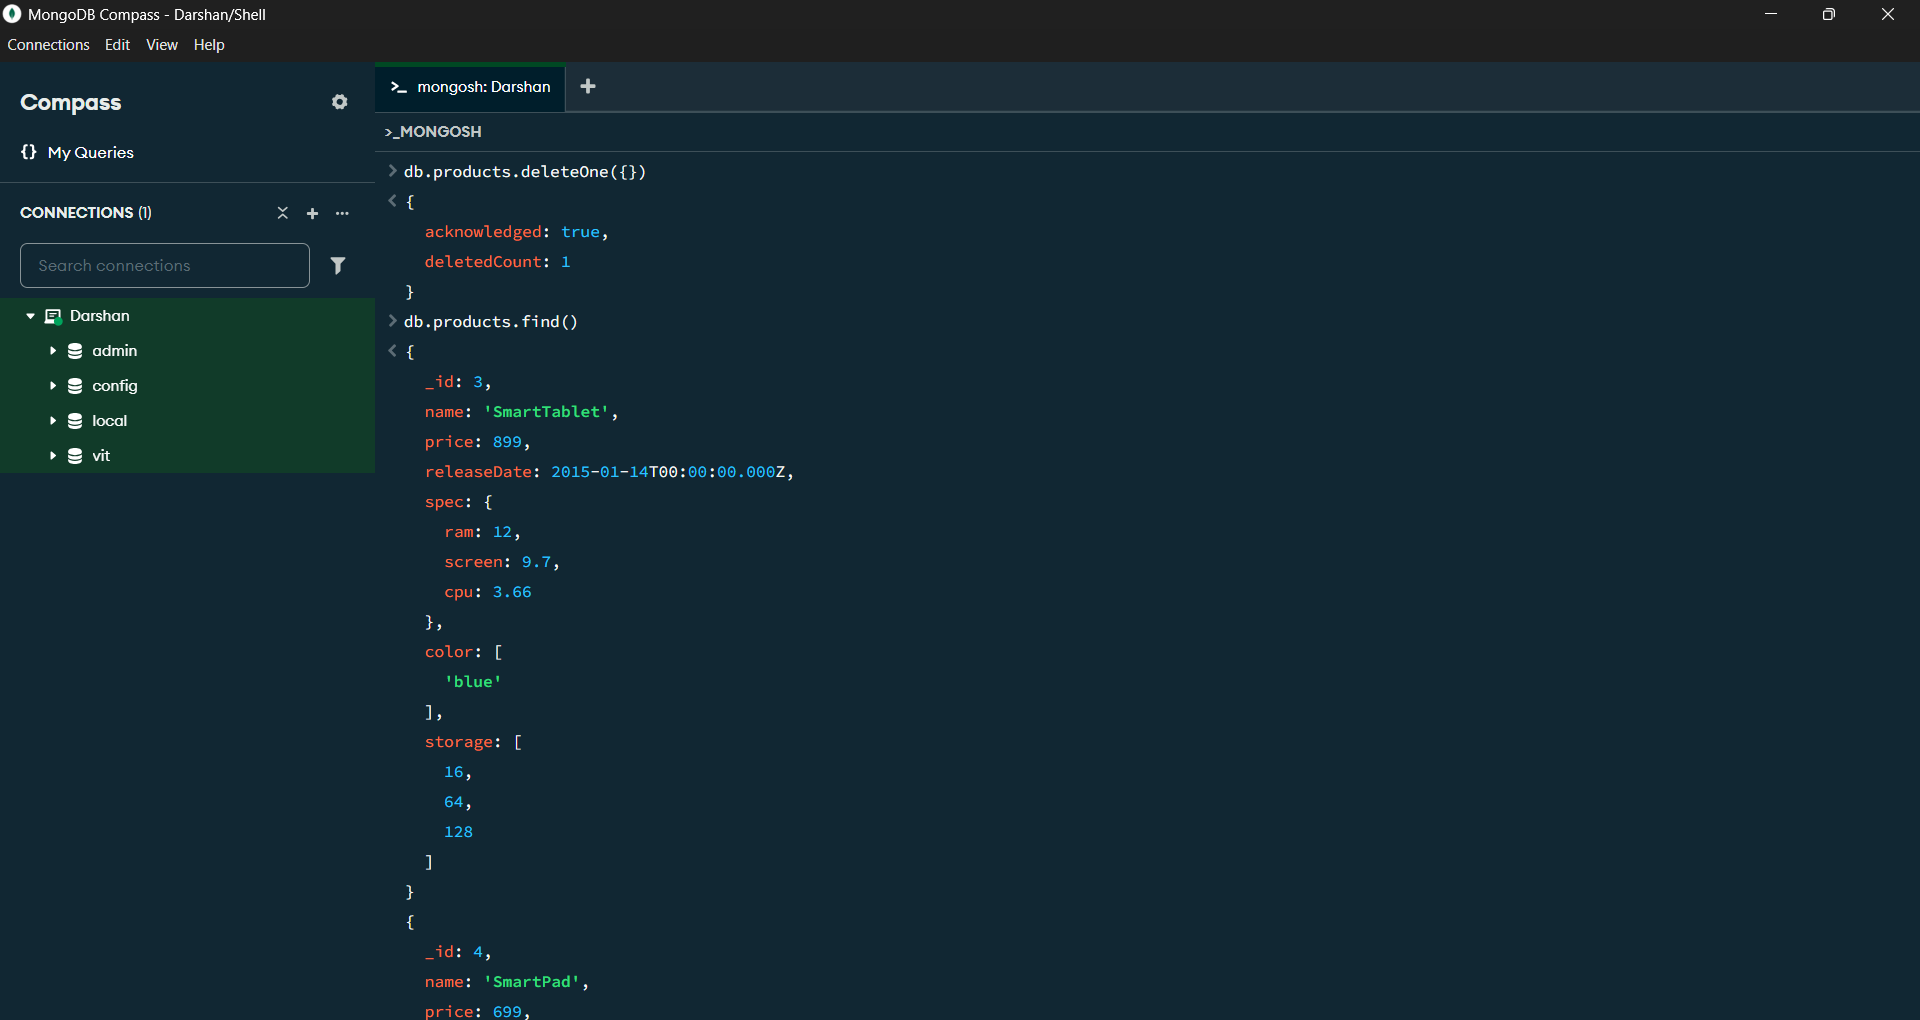 MongoDB Compass - Darshan/Shell
Connections Edit View Help
Compass
{} My Queries
CONNECTIONS (1)
Search connections
Darshan
admin
config
local
vit
>_ mongosh: Darshan
>_MONGOSH
> db.products.deleteOne({})
< {
acknowledged: true,
deletedCount: 1
}
> db.products.find()
< {
_id: 3,
name: 'SmartTablet',
price: 899,
releaseDate: 2015-01-14T00:00:00.000Z,
spec: {
ram: 12,
screen: 9.7,
cpu: 3.66
},
color: [
'blue'
],
storage: [
16,
64,
128
]
}
{
_id: 4,
name: 'SmartPad',
price: 699,